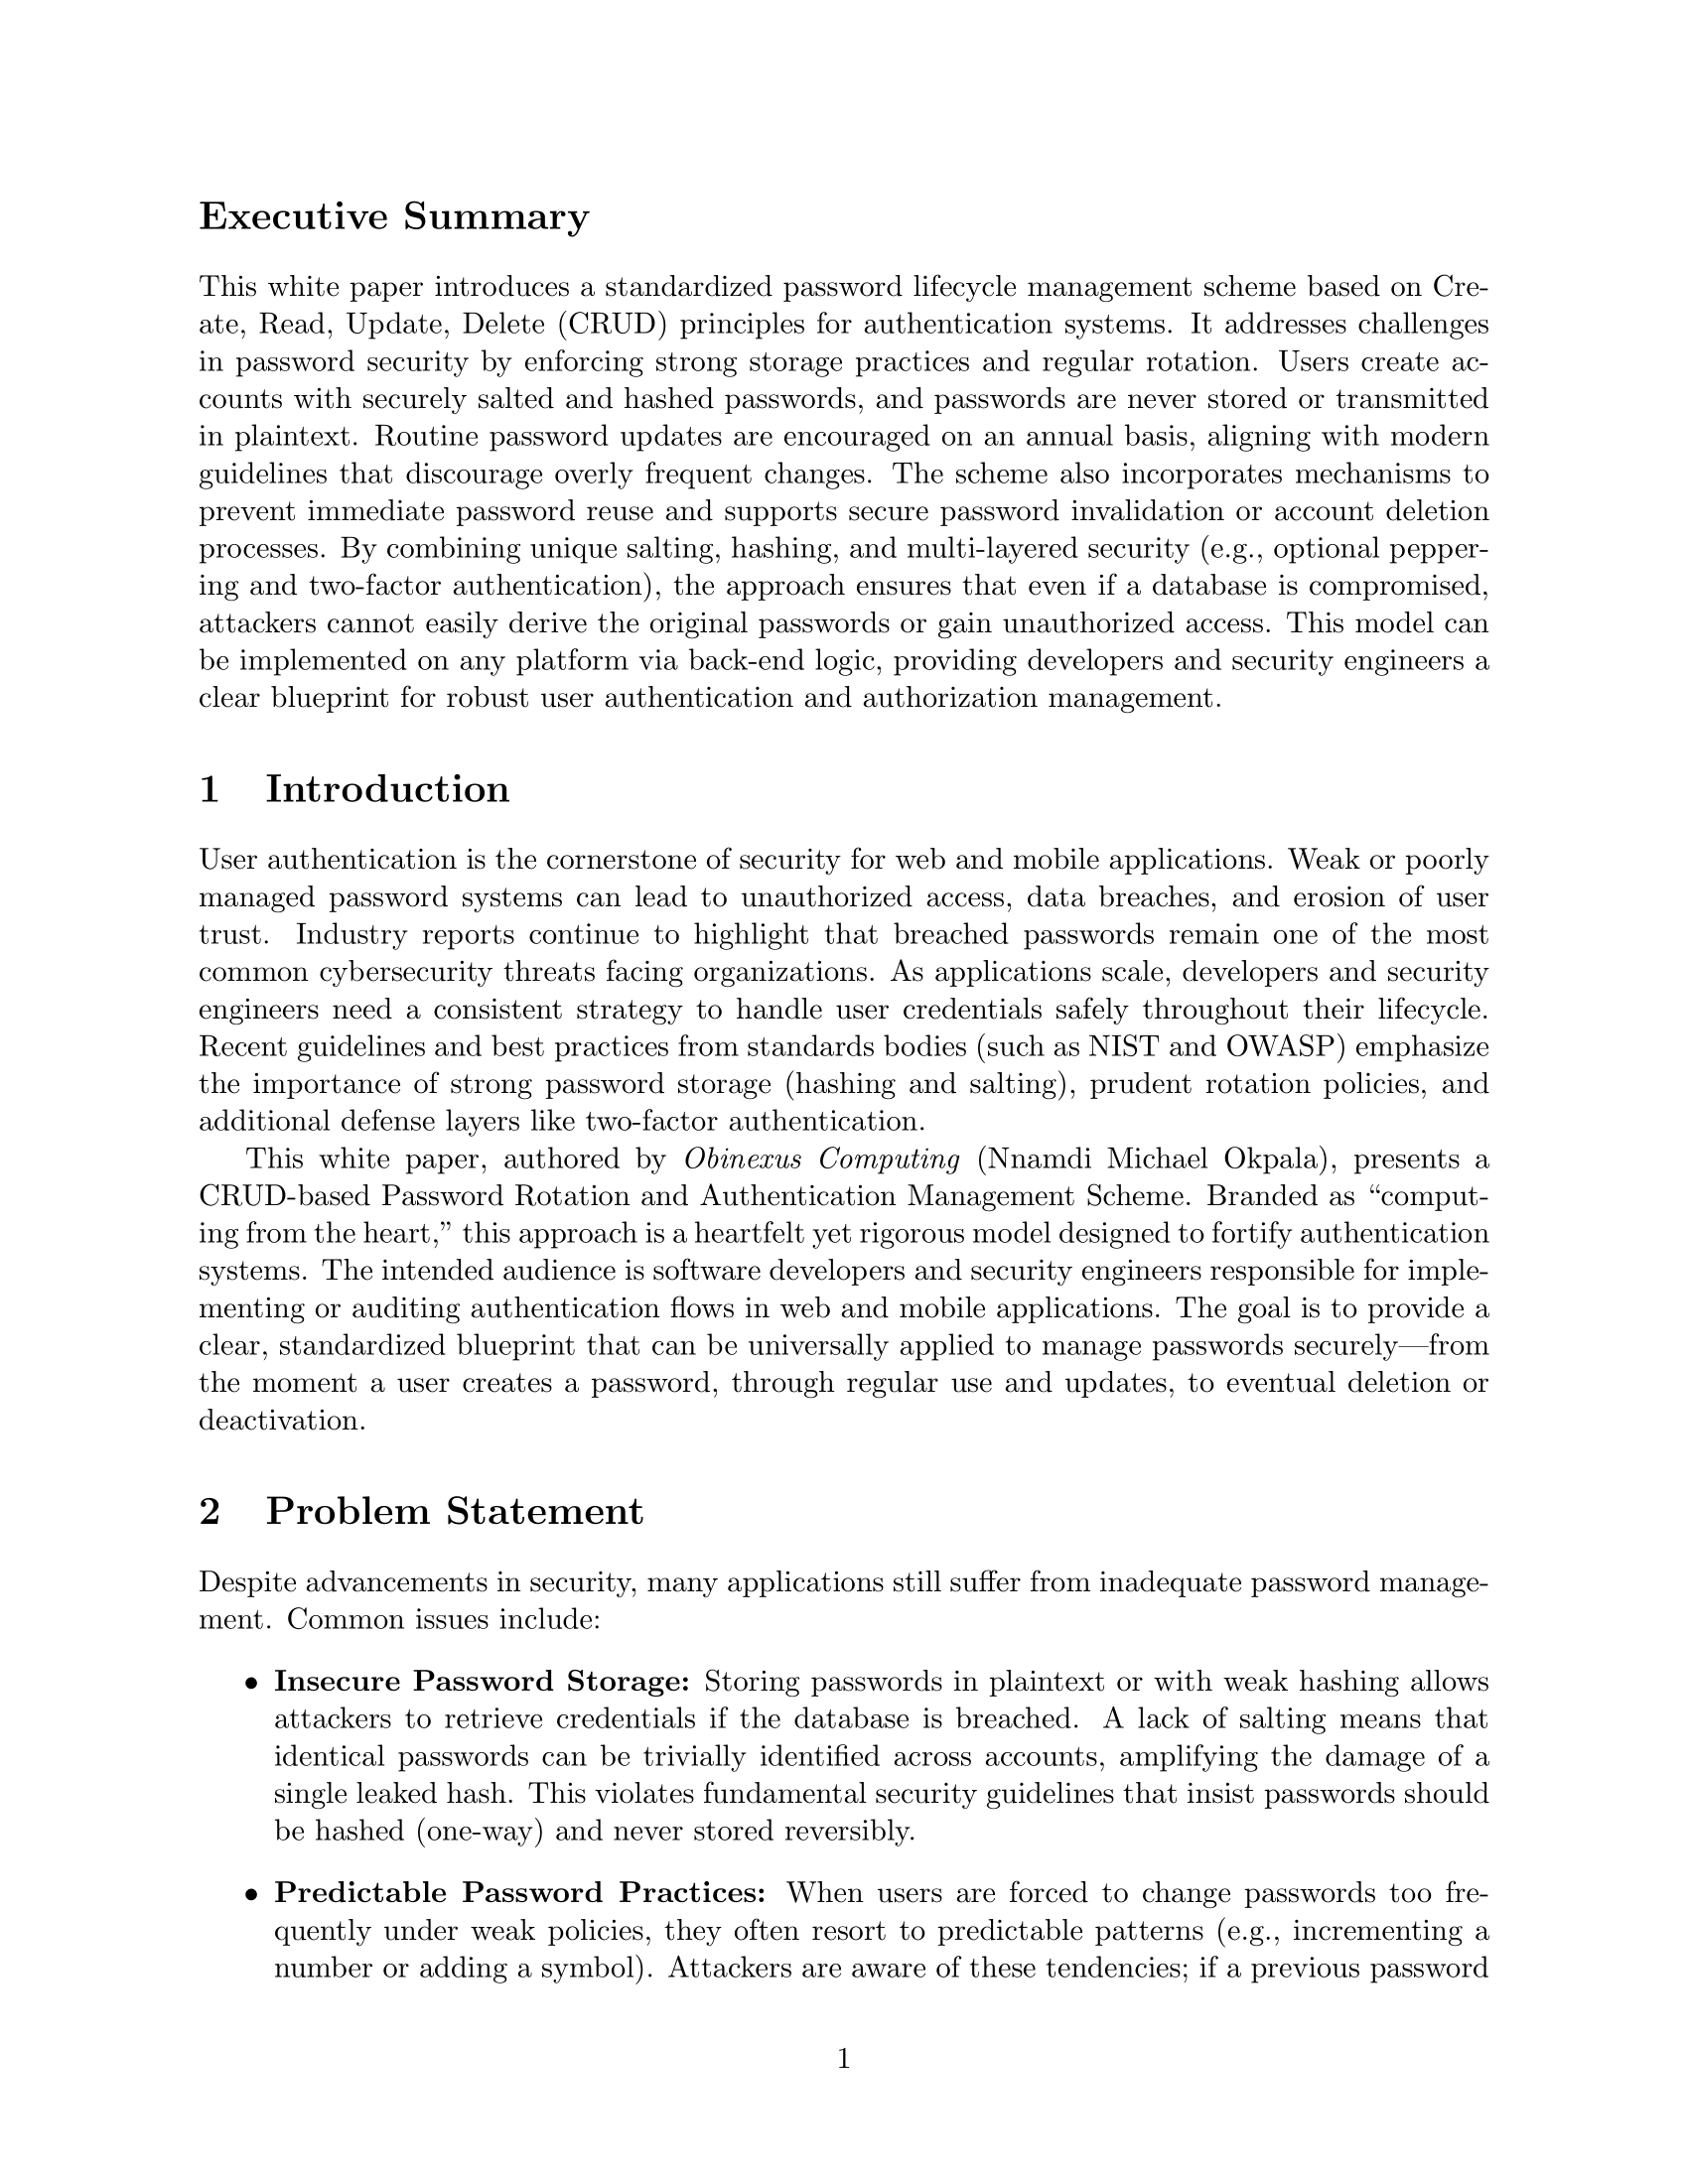 Executive Summary
This white paper introduces a standardized password lifecycle management scheme based on Cre-
ate, Read, Update, Delete (CRUD) principles for authentication systems. It addresses challenges
in password security by enforcing strong storage practices and regular rotation. Users create ac-
counts with securely salted and hashed passwords, and passwords are never stored or transmitted
in plaintext. Routine password updates are encouraged on an annual basis, aligning with modern
guidelines that discourage overly frequent changes. The scheme also incorporates mechanisms to
prevent immediate password reuse and supports secure password invalidation or account deletion
processes. By combining unique salting, hashing, and multi-layered security (e.g., optional pepper-
ing and two-factor authentication), the approach ensures that even if a database is compromised,
attackers cannot easily derive the original passwords or gain unauthorized access. This model can
be implemented on any platform via back-end logic, providing developers and security engineers a
clear blueprint for robust user authentication and authorization management.
1 Introduction
User authentication is the cornerstone of security for web and mobile applications. Weak or poorly
managed password systems can lead to unauthorized access, data breaches, and erosion of user
trust. Industry reports continue to highlight that breached passwords remain one of the most
common cybersecurity threats facing organizations. As applications scale, developers and security
engineers need a consistent strategy to handle user credentials safely throughout their lifecycle.
Recent guidelines and best practices from standards bodies (such as NIST and OWASP) emphasize
the importance of strong password storage (hashing and salting), prudent rotation policies, and
additional defense layers like two-factor authentication.
This white paper, authored by Obinexus Computing (Nnamdi Michael Okpala), presents a
CRUD-based Password Rotation and Authentication Management Scheme. Branded as “comput-
ing from the heart,” this approach is a heartfelt yet rigorous model designed to fortify authentication
systems. The intended audience is software developers and security engineers responsible for imple-
menting or auditing authentication flows in web and mobile applications. The goal is to provide a
clear, standardized blueprint that can be universally applied to manage passwords securely—from
the moment a user creates a password, through regular use and updates, to eventual deletion or
deactivation.
2 Problem Statement
Despite advancements in security, many applications still suffer from inadequate password manage-
ment. Common issues include:
• Insecure Password Storage: Storing passwords in plaintext or with weak hashing allows
attackers to retrieve credentials if the database is breached. A lack of salting means that
identical passwords can be trivially identified across accounts, amplifying the damage of a
single leaked hash. This violates fundamental security guidelines that insist passwords should
be hashed (one-way) and never stored reversibly.
• Predictable Password Practices: When users are forced to change passwords too fre-
quently under weak policies, they often resort to predictable patterns (e.g., incrementing a
number or adding a symbol). Attackers are aware of these tendencies; if a previous password
1